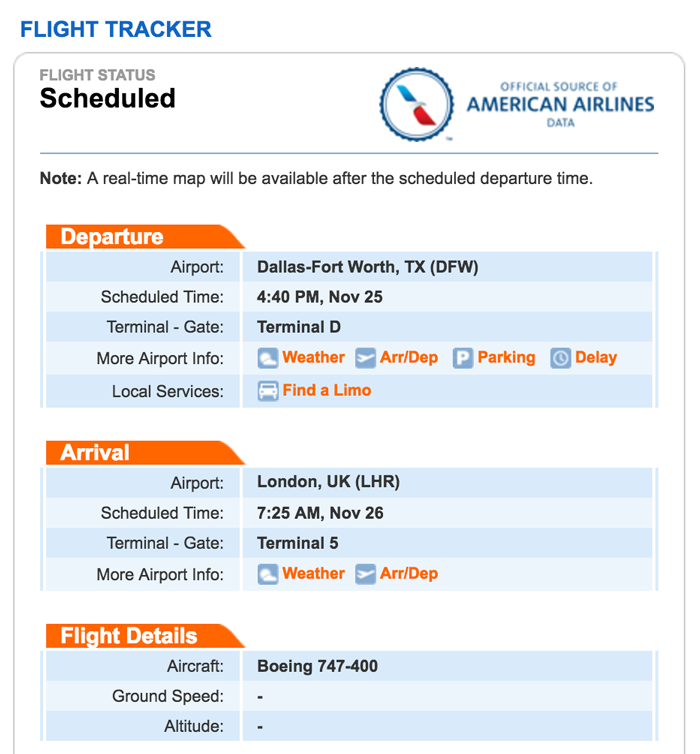 FLIGHT TRACKER
FLIGHT STATUS
Scheduled
OFFICIAL SOURCE OF
AMERICAN AIRLINES
DATA
Note: A real-time map will be available after the scheduled departure time.
Departure
Airport: Dallas-Fort Worth, TX (DFW)
Scheduled Time: 4:40 PM, Nov 25
Terminal - Gate: Terminal D
More Airport Info: Weather Arr/Dep P Parking Delay
Local Services: Find a Limo
Arrival
Airport: London, UK (LHR)
Scheduled Time: 7:25 AM, Nov 26
Terminal - Gate: Terminal 5
More Airport Info: Weather Arr/Dep
Flight Details
Aircraft: Boeing 747-400
Ground Speed: -
Altitude: -